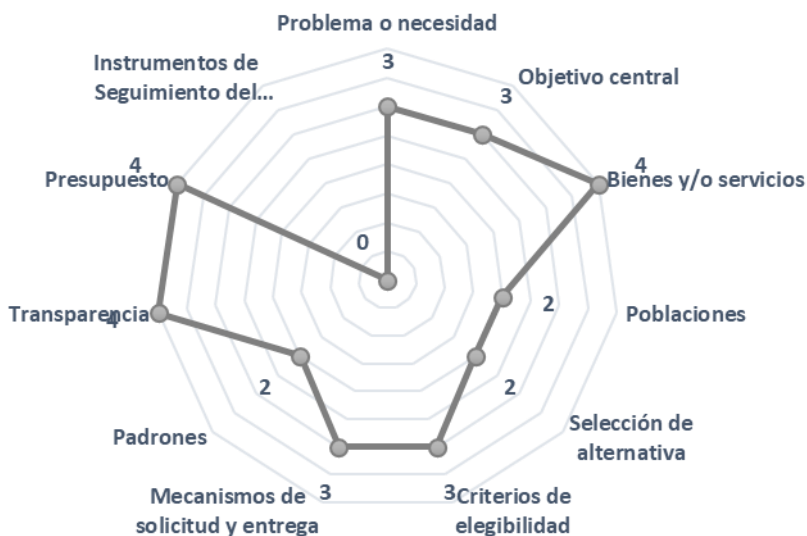 Problema o necesidad
3
Objetivo central
3
4
Bienes y/o servicios
Poblaciones
2
Selección de
alternativa
2
Criterios de
elegibilidad
3
Mecanismos de
solicitud y entrega
3
Padrones
2
Transparencia
4
Presupuesto
4
Instrumentos de
Seguimiento del...
0